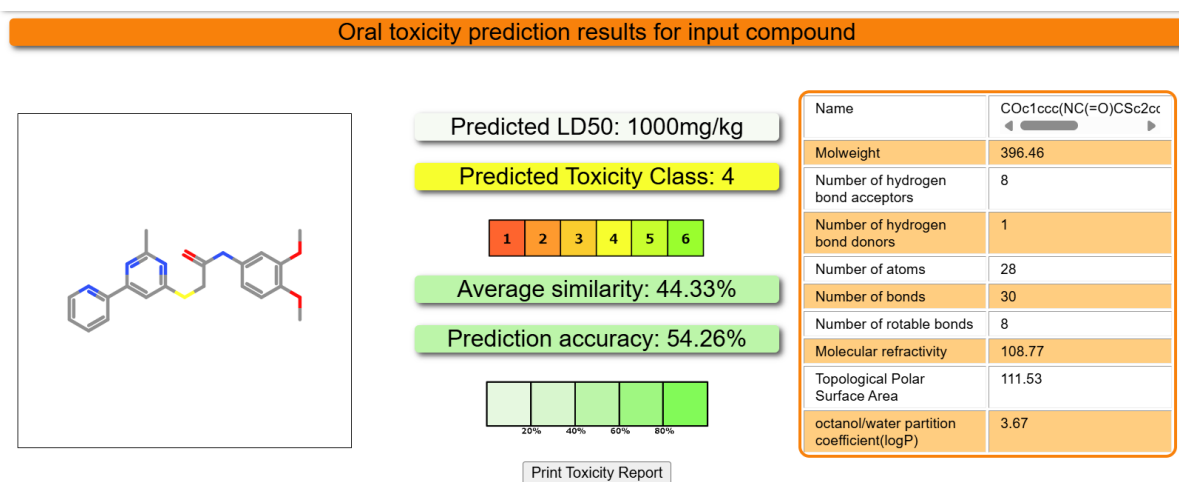 Oral toxicity prediction results for input compound
Predicted LD50: 1000mg/kg
Predicted Toxicity Class: 4
1 2 3 4 5 6
Average similarity: 44.33%
Prediction accuracy: 54.26%
20% 40% 60% 80%
Print Toxicity Report
Name COc1ccc(NC(=O)CSc2cc
Molweight 396.46
Number of hydrogen
bond acceptors 8
Number of hydrogen
bond donors 1
Number of atoms 28
Number of bonds 30
Number of rotable bonds 8
Molecular refractivity 108.77
Topological Polar
Surface Area 111.53
octanol/water partition
coefficient(logP) 3.67